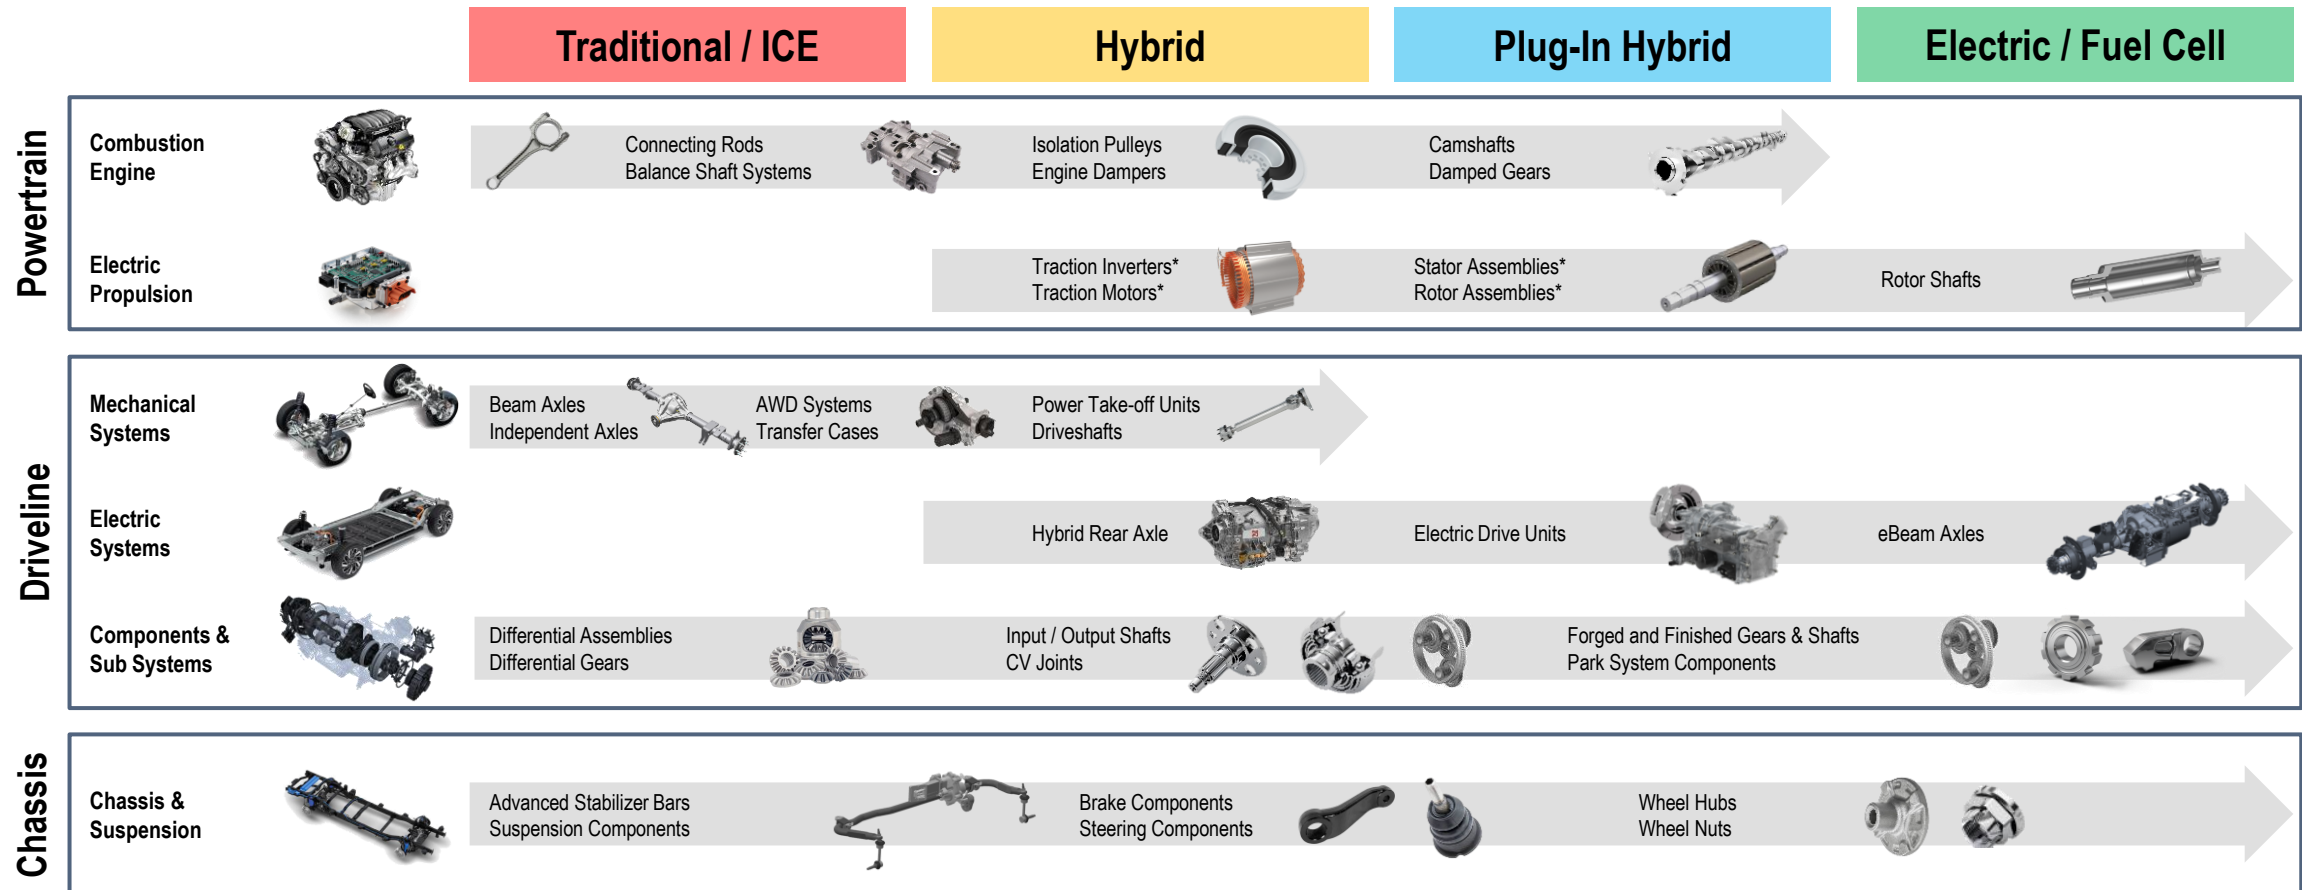 Traditional / ICE
Hybrid
Plug-In Hybrid
Electric / Fuel Cell
Powertrain
Combustion
Engine
Connecting Rods
Balance Shaft Systems
Isolation Pulleys
Engine Dampers
Camshafts
Damped Gears
Electric
Propulsion
Traction Inverters*
Traction Motors*
Stator Assemblies*
Rotor Assemblies*
Rotor Shafts
Driveline
Mechanical
Systems
Beam Axles
Independent Axles
AWD Systems
Transfer Cases
Power Take-off Units
Driveshafts
Electric
Systems
Hybrid Rear Axle
Electric Drive Units
eBeam Axles
Components &
Sub Systems
Differential Assemblies
Differential Gears
Input / Output Shafts
CV Joints
Forged and Finished Gears & Shafts
Park System Components
Chassis
Chassis &
Suspension
Advanced Stabilizer Bars
Suspension Components
Brake Components
Steering Components
Wheel Hubs
Wheel Nuts